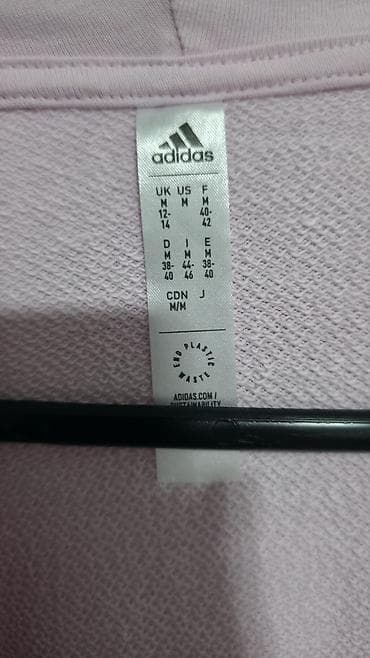 adidas
UK US F
M M M
12- 40-
14 42
D I E
M M M
38- 44- 38-
40 46 40
CDN J
M/M
END PLASTIC WASTE
ADIDAS.COM/
SUSTAINABILITY